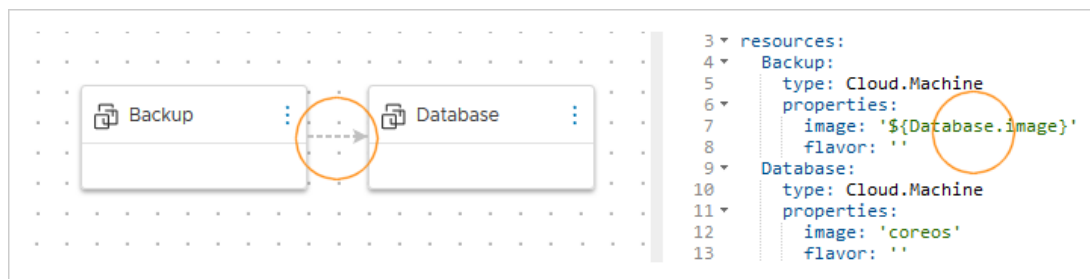 Backup
Database
3 resources:
4 Backup:
5 type: Cloud.Machine
6 properties:
7 image: '${Database.image}'
8 flavor: ''
9 Database:
10 type: Cloud.Machine
11 properties:
12 image: 'coreos'
13 flavor: ''